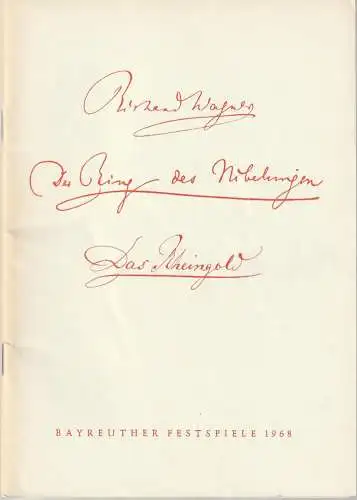 Richard Wagner
Der Ring des Nibelungen
Das Rheingold
BAYREUTHER FESTSPIELE 1968